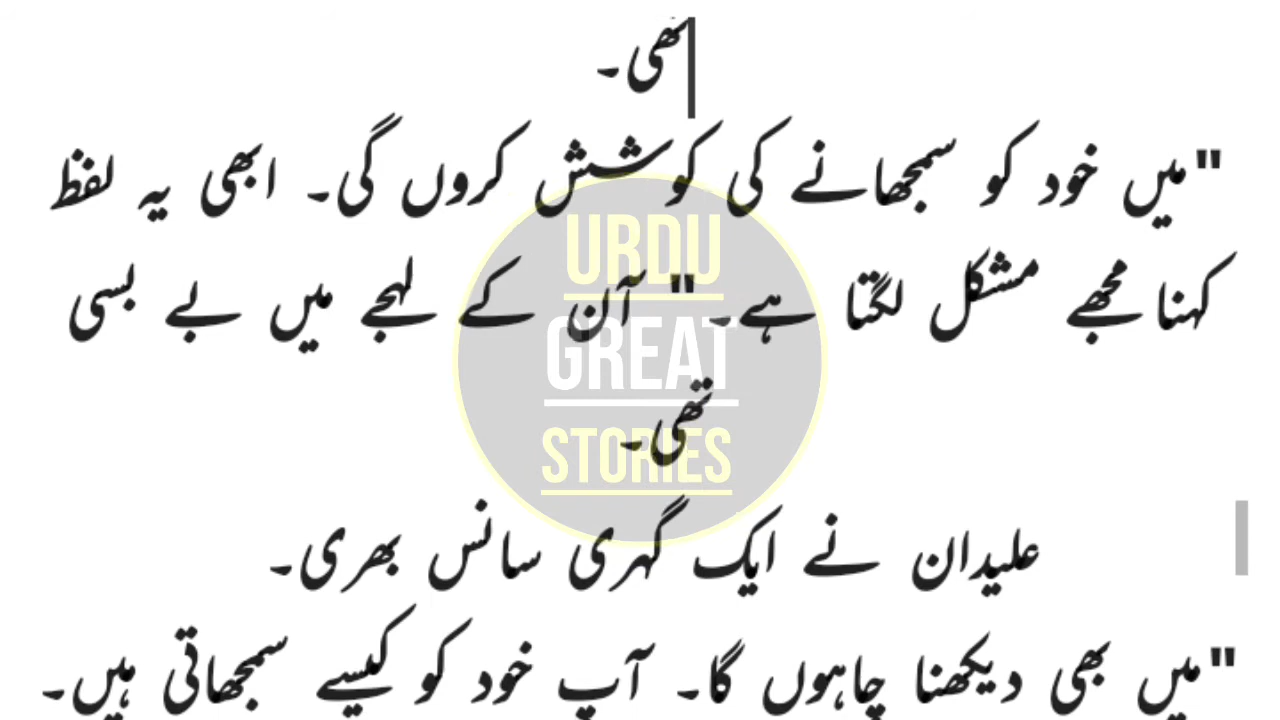 تھی۔
"میں خود کو سمجھانے کی کوشش کروں گی۔ ابھی یہ لفظ
کہنا مجھے مشکل لگتا ہے۔" آن کے لہجے میں بے بسی
تھی۔
علیدان نے ایک گہری سانس بھری۔
"میں بھی دیکھنا چاہوں گا۔ آپ خود کو کیسے سمجھاتی ہیں۔
URDU
GREAT
STORIES